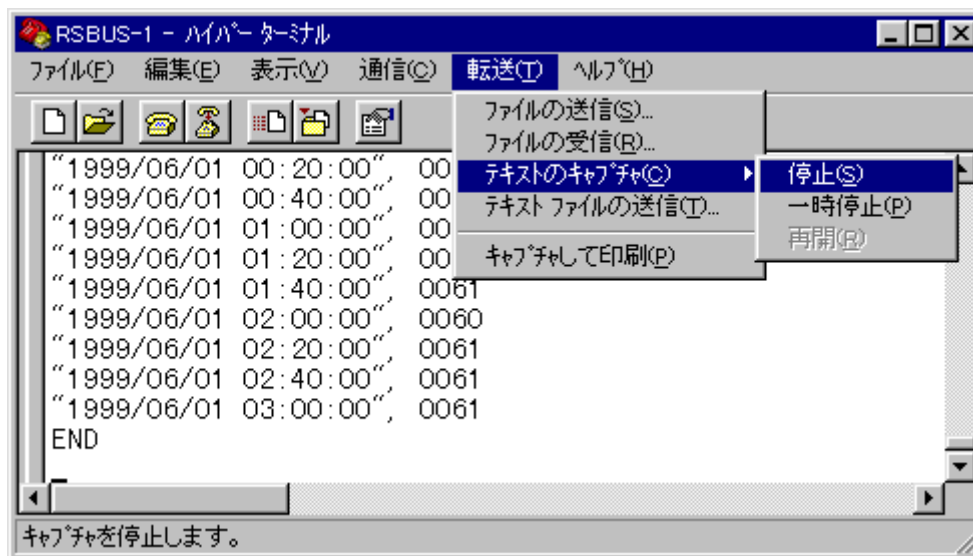 RSBUS-1 - ﾊｲﾊﾟｰ ﾀｰﾐﾅﾙ
ﾌｧｲﾙ(F) 編集(E) 表示(V) 通信(C) 転送(T) ﾍﾙﾌﾟ(H)
ファイルの送信(S)...
ファイルの受信(R)...
テキストのキャプチャ(C)
テキスト ファイルの送信(T)...
キャプチャして印刷(P)
停止(S)
一時停止(P)
再開(R)
"1999/06/01 00:20:00", 00
"1999/06/01 00:40:00", 00
"1999/06/01 01:00:00", 00
"1999/06/01 01:20:00", 00
"1999/06/01 01:40:00", 0061
"1999/06/01 02:00:00", 0060
"1999/06/01 02:20:00", 0061
"1999/06/01 02:40:00", 0061
"1999/06/01 03:00:00", 0061
END
キャプチャを停止します。